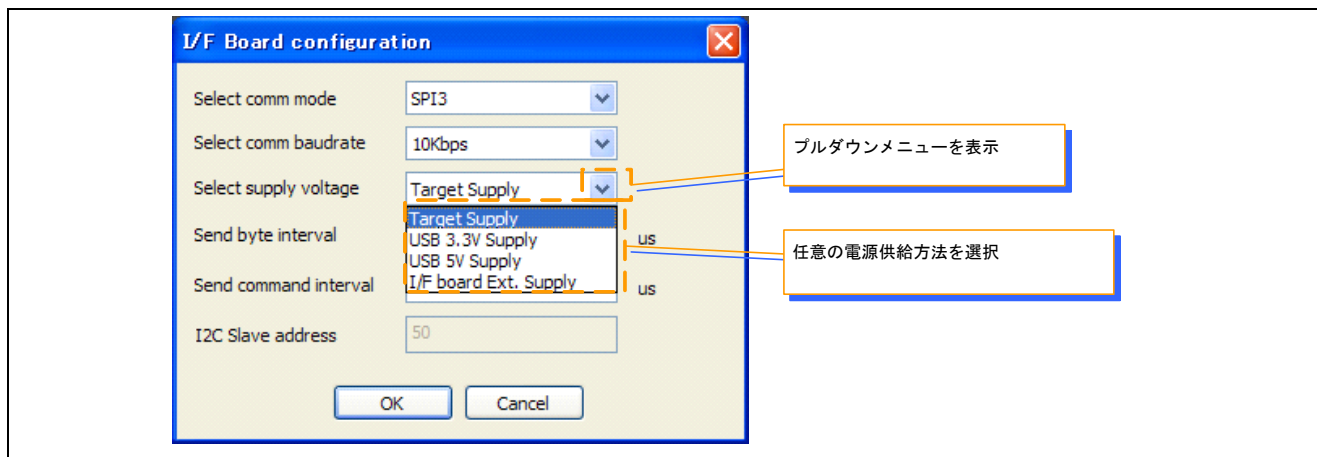 I/F Board configuration
Select comm mode
SPI3
Select comm baudrate
10Kbps
プルダウンメニューを表示
Select supply voltage
Target Supply
Target Supply
USB 3.3V Supply
USB 5V Supply
I/F board Ext. Supply
Send byte interval
us
任意の電源供給方法を選択
Send command interval
us
I2C Slave address
50
OK
Cancel